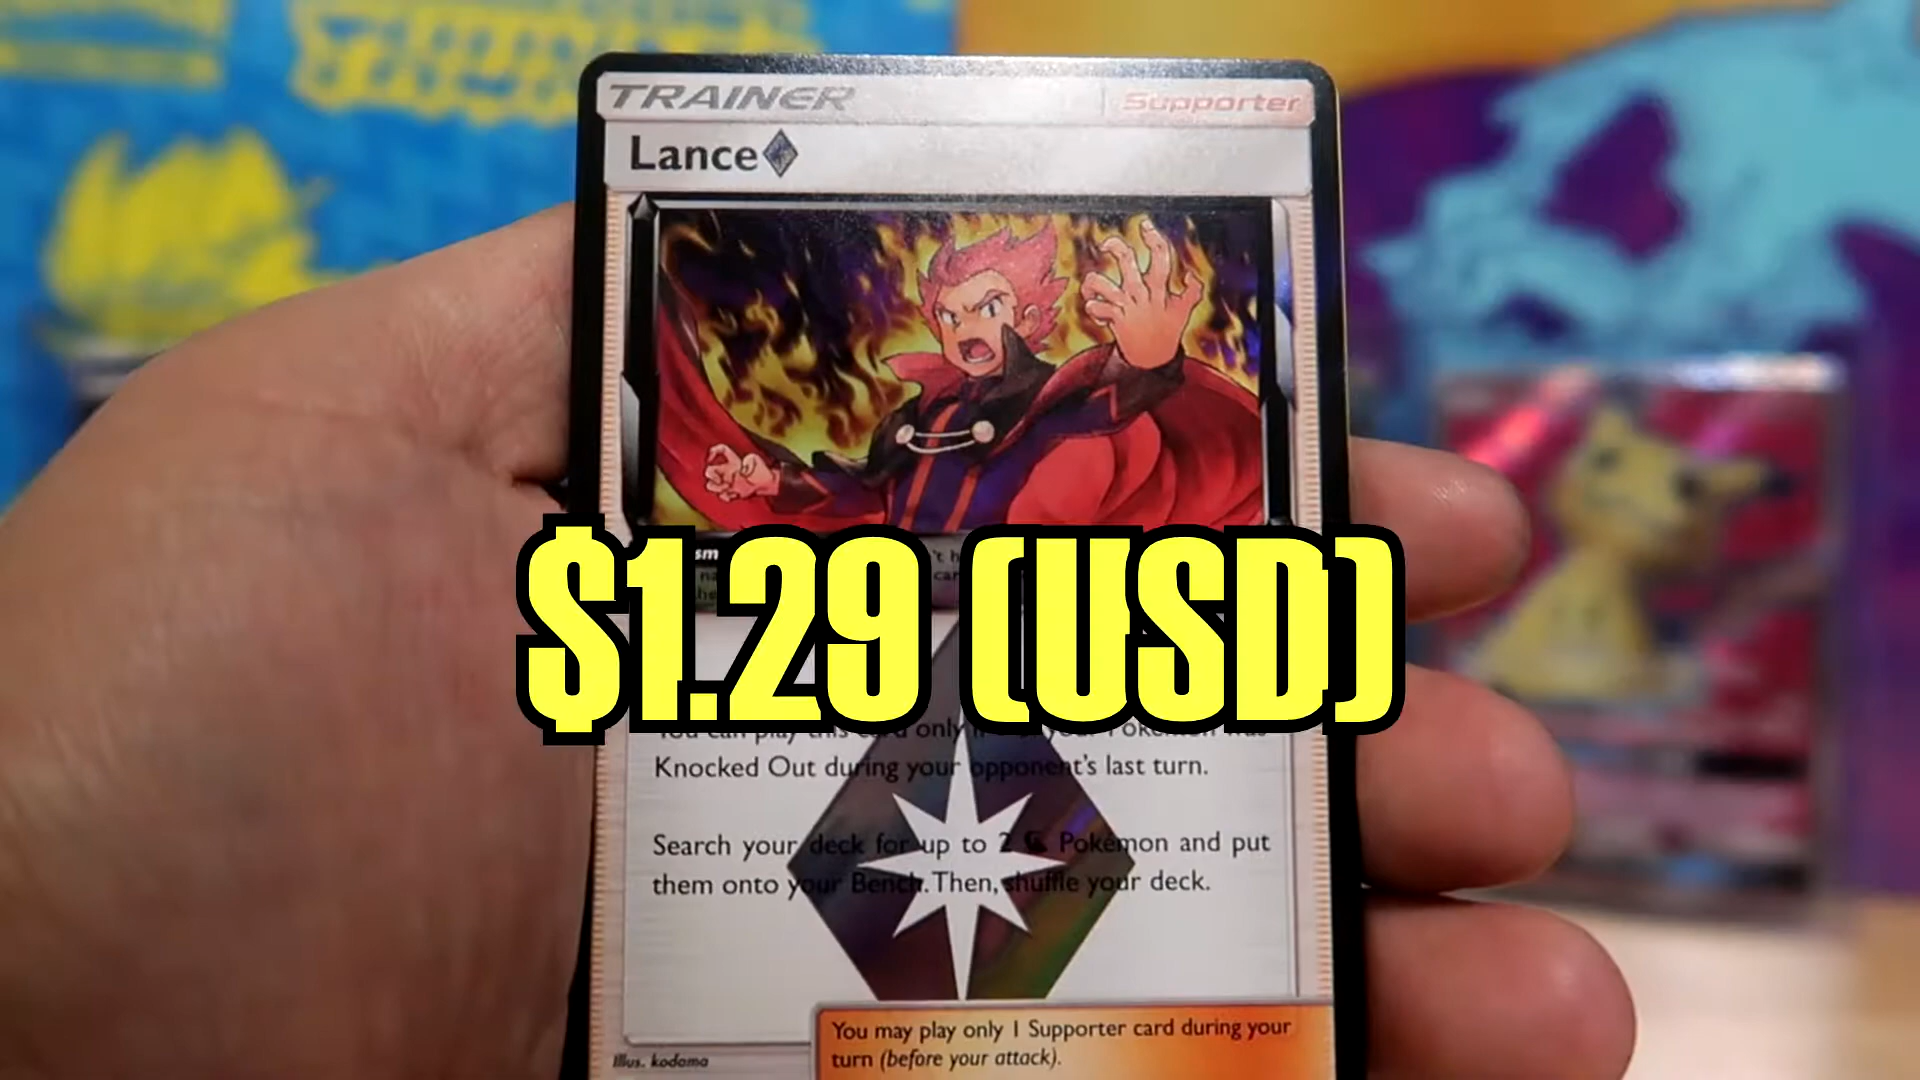 TRAINER
Supporter
Lance
$1.29 (USD)
Knocked Out during your opponent's last turn.
Search your deck for up to 2 Pokémon and put
them onto your Bench. Then, shuffle your deck.
You may play only 1 Supporter card during your
turn (before your attack).
Illus. kodama